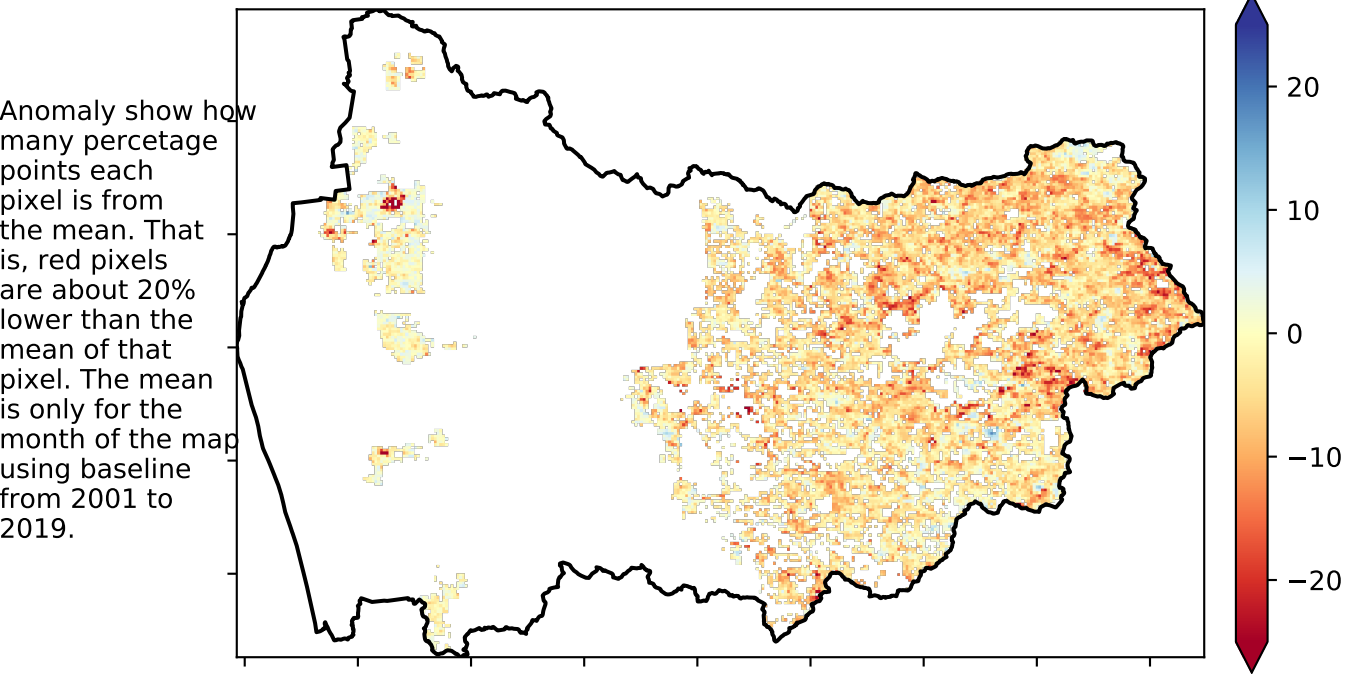 Anomaly show how
many percetage
points each
pixel is from
the mean. That
is, red pixels
are about 20%
lower than the
mean of that
pixel. The mean
is only for the
month of the map
using baseline
from 2001 to
2019.
20
10
0
−10
−20